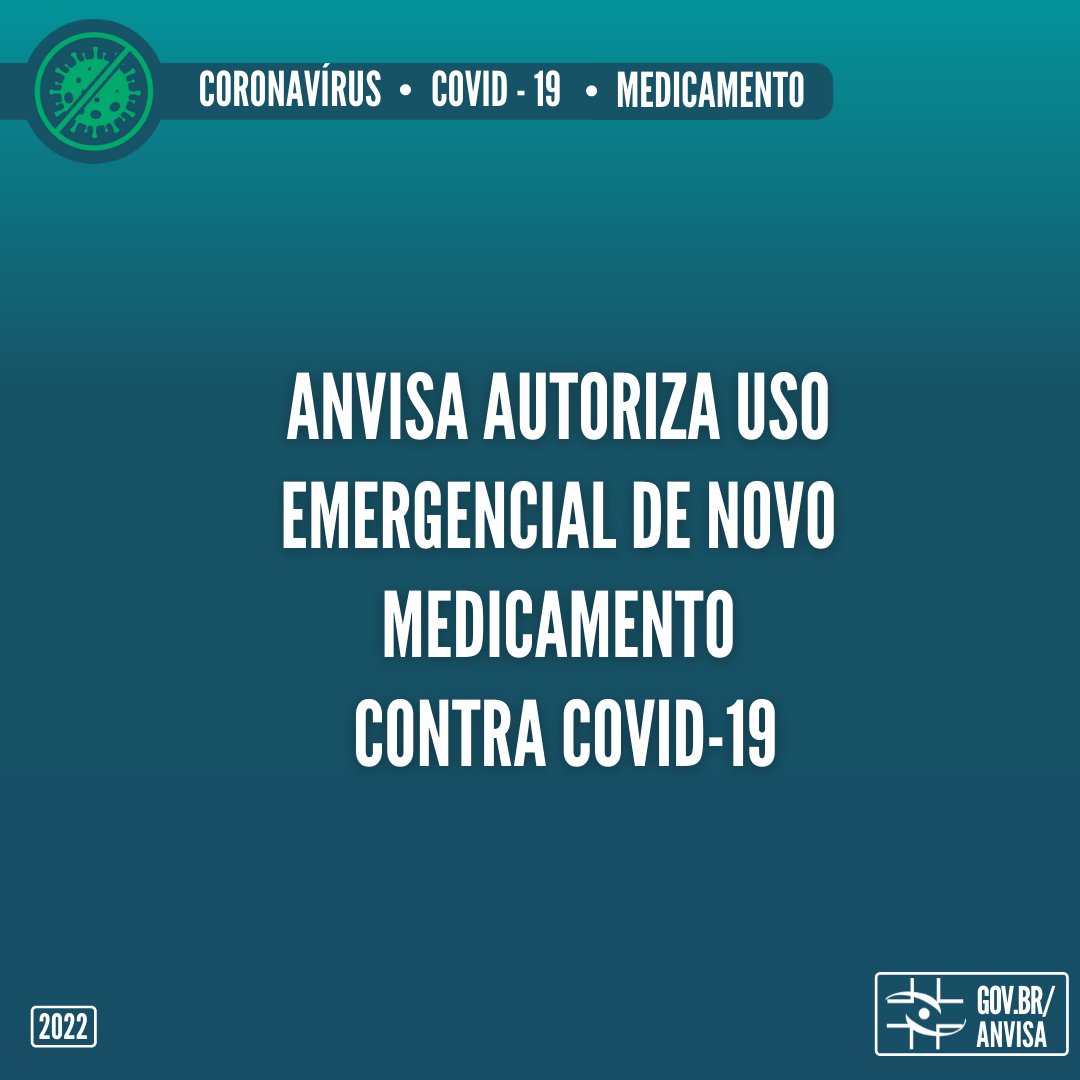 CORONAVÍRUS • COVID - 19 • MEDICAMENTO
ANVISA AUTORIZA USO
EMERGENCIAL DE NOVO
MEDICAMENTO
CONTRA COVID-19
2022
GOV.BR/
ANVISA